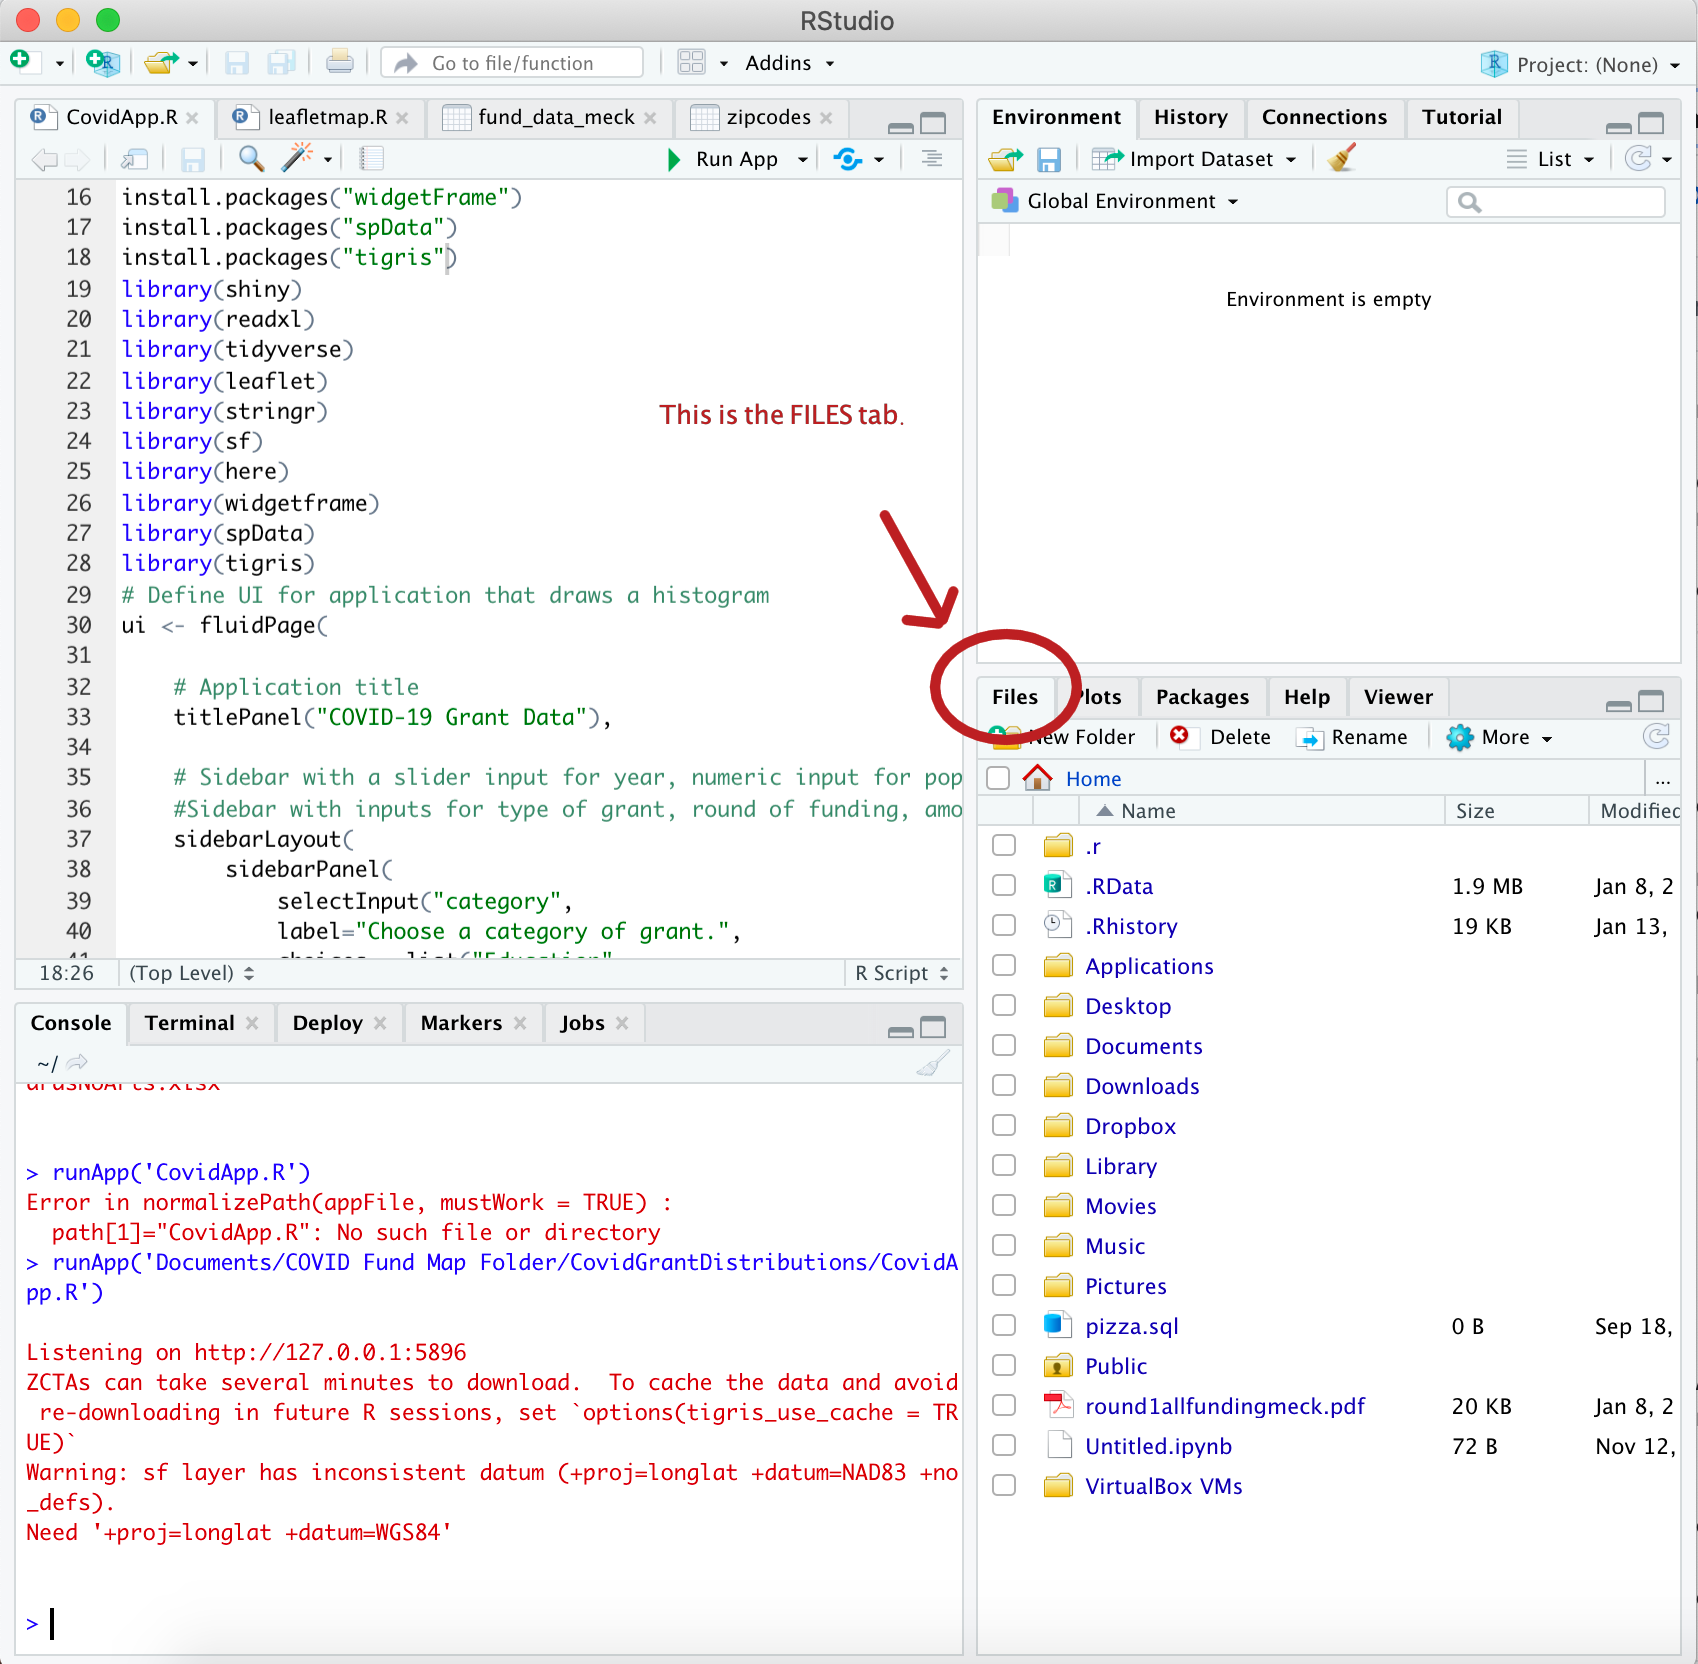 RStudio
Go to file/function
Addins
Project: (None)
CovidApp.R
leafletmap.R
fund_data_meck
zipcodes
Run App
16 install.packages("widgetFrame")
17 install.packages("spData")
18 install.packages("tigris")
19 library(shiny)
20 library(readxl)
21 library(tidyverse)
22 library(leaflet)
23 library(stringr)
24 library(sf)
25 library(here)
26 library(widgetframe)
27 library(spData)
28 library(tigris)
29 # Define UI for application that draws a histogram
30 ui <- fluidPage(
31
32 # Application title
33 titlePanel("COVID-19 Grant Data"),
34
35 # Sidebar with a slider input for year, numeric input for pop
36 #Sidebar with inputs for type of grant, round of funding, amo
37 sidebarLayout(
38 sidebarPanel(
39 selectInput("category",
40 label="Choose a category of grant.",
This is the FILES tab.
18:26 (Top Level) R Script
Console Terminal Deploy Markers Jobs
~/
> runApp('CovidApp.R')
Error in normalizePath(appFile, mustWork = TRUE) :
path[1]="CovidApp.R": No such file or directory
> runApp('Documents/COVID Fund Map Folder/CovidGrantDistributions/CovidA
pp.R')
Listening on http://127.0.0.1:5896
ZCTAs can take several minutes to download. To cache the data and avoid
re-downloading in future R sessions, set `options(tigris_use_cache = TR
UE)`
Warning: sf layer has inconsistent datum (+proj=longlat +datum=NAD83 +no
_defs).
Need '+proj=longlat +datum=WGS84'
>
Environment History Connections Tutorial
Import Dataset List
Global Environment
Environment is empty
Files Plots Packages Help Viewer
New Folder Delete Rename More
Home ...
Name Size Modified
.r
.RData 1.9 MB Jan 8, 2
.Rhistory 19 KB Jan 13,
Applications
Desktop
Documents
Downloads
Dropbox
Library
Movies
Music
Pictures
pizza.sql 0 B Sep 18,
Public
round1allfundingmeck.pdf 20 KB Jan 8, 2
Untitled.ipynb 72 B Nov 12,
VirtualBox VMs